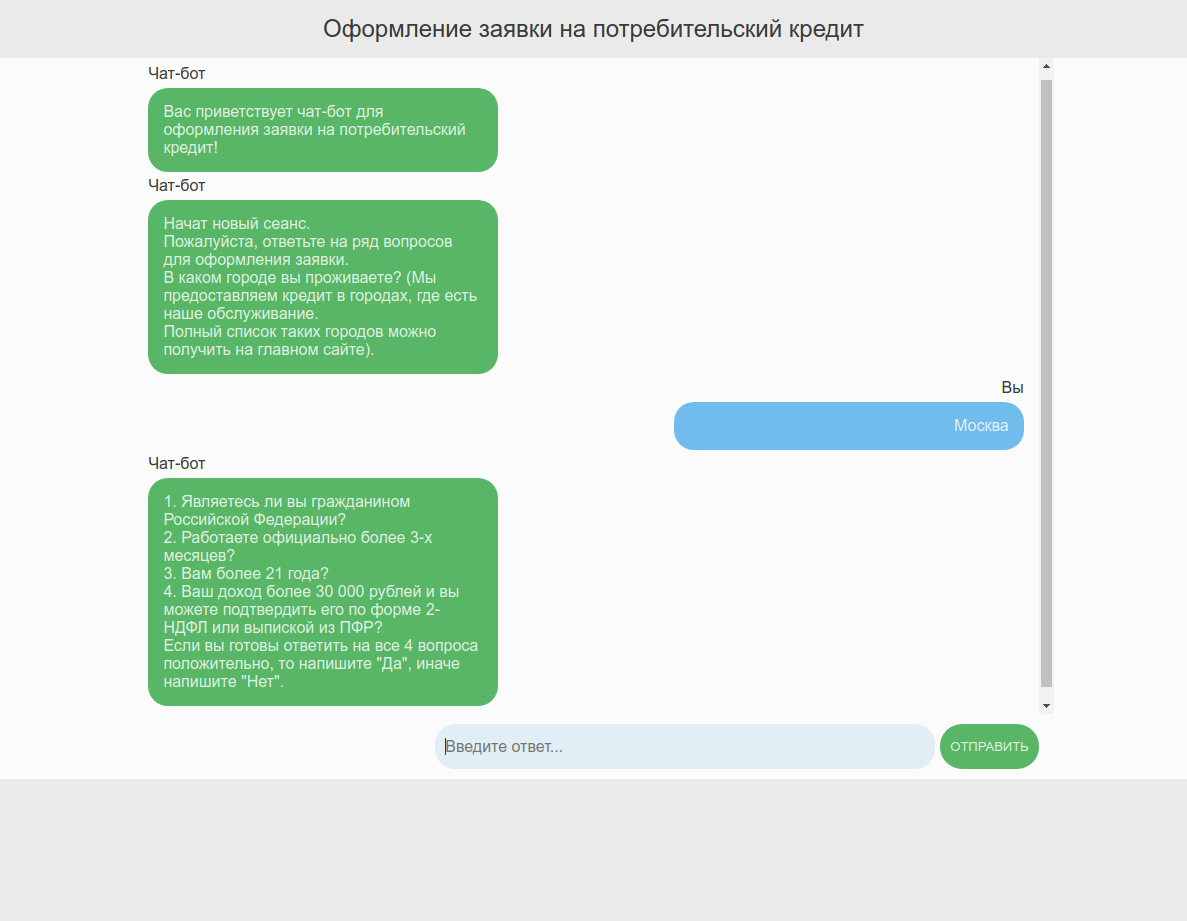 Оформление заявки на потребительский кредит
Чат-бот
Вас приветствует чат-бот для
оформления заявки на потребительский
кредит!
Чат-бот
Начат новый сеанс.
Пожалуйста, ответьте на ряд вопросов
для оформления заявки.
В каком городе вы проживаете? (Мы
предоставляем кредит в городах, где есть
наше обслуживание.
Полный список таких городов можно
получить на главном сайте).
Вы
Москва
Чат-бот
1. Являетесь ли вы гражданином
Российской Федерации?
2. Работаете официально более 3-х
месяцев?
3. Вам более 21 года?
4. Ваш доход более 30 000 рублей и вы
можете подтвердить его по форме 2-
НДФЛ или выпиской из ПФР?
Если вы готовы ответить на все 4 вопроса
положительно, то напишите "Да", иначе
напишите "Нет".
Введите ответ...
ОТПРАВИТЬ